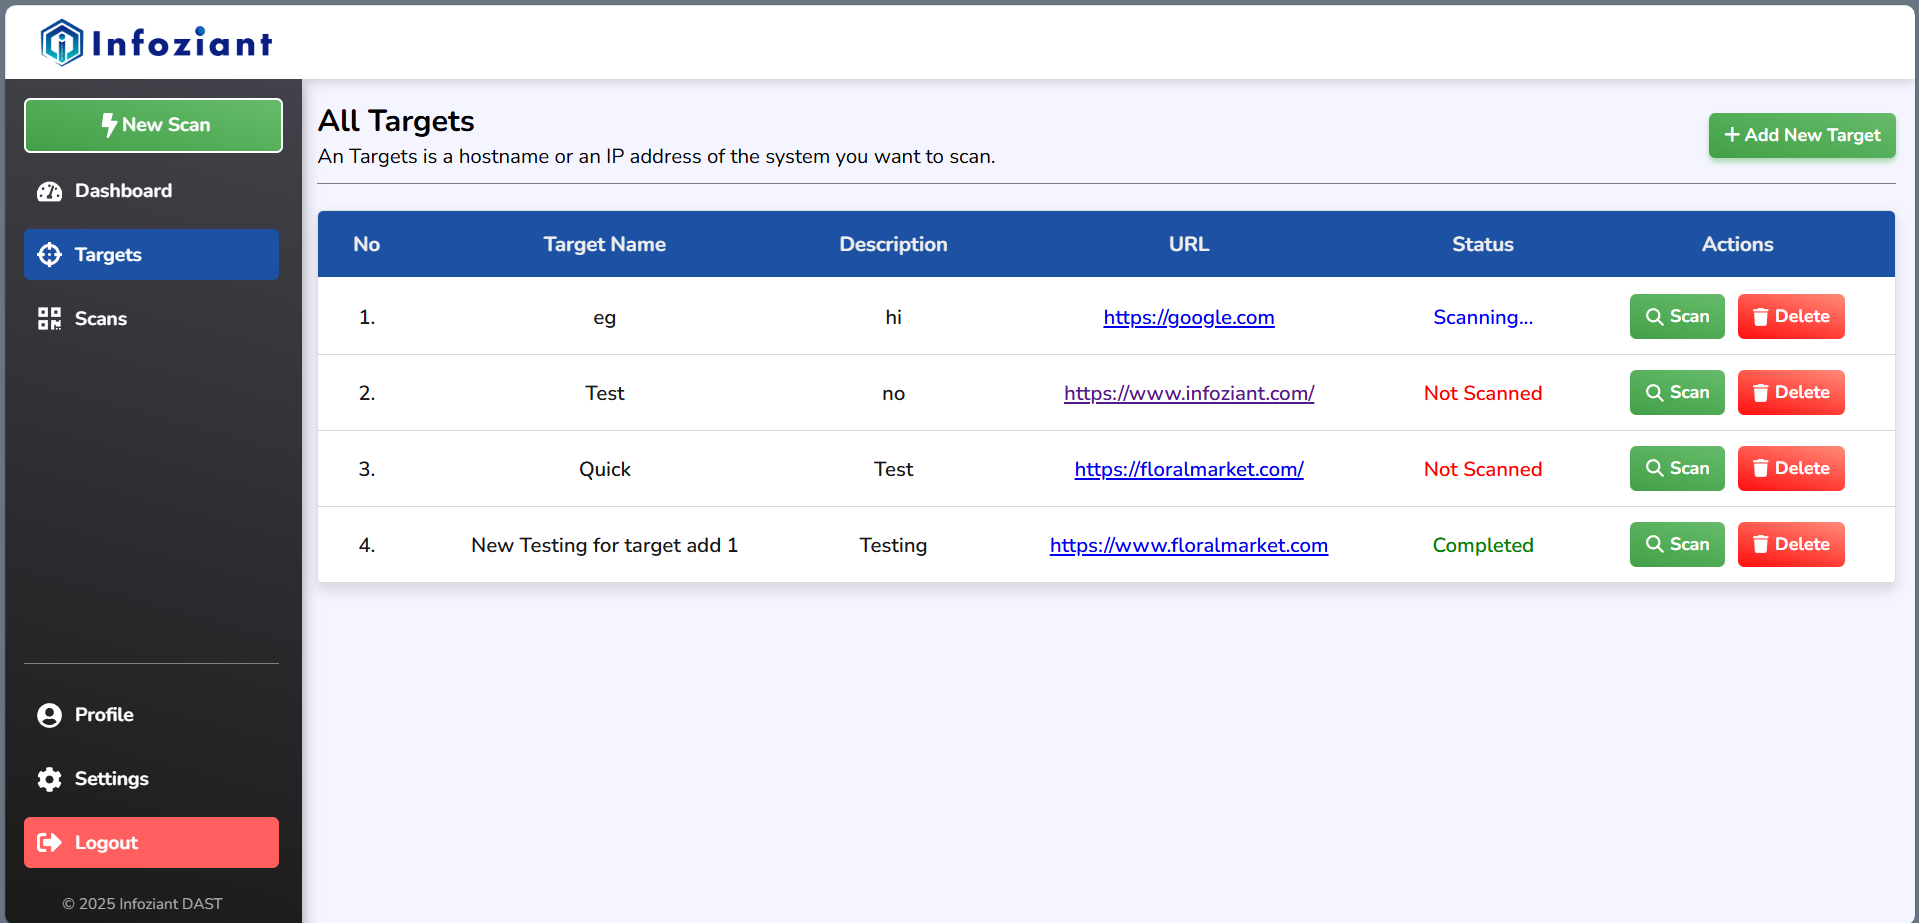 Infoziant
New Scan
Dashboard
Targets
Scans
Profile
Settings
Logout
© 2025 Infoziant DAST
All Targets
An Targets is a hostname or an IP address of the system you want to scan.
+ Add New Target
No Target Name Description URL Status Actions
1. eg hi https://google.com Scanning... Scan Delete
2. Test no https://www.infoziant.com/ Not Scanned Scan Delete
3. Quick Test https://floralmarket.com/ Not Scanned Scan Delete
4. New Testing for target add 1 Testing https://www.floralmarket.com Completed Scan Delete